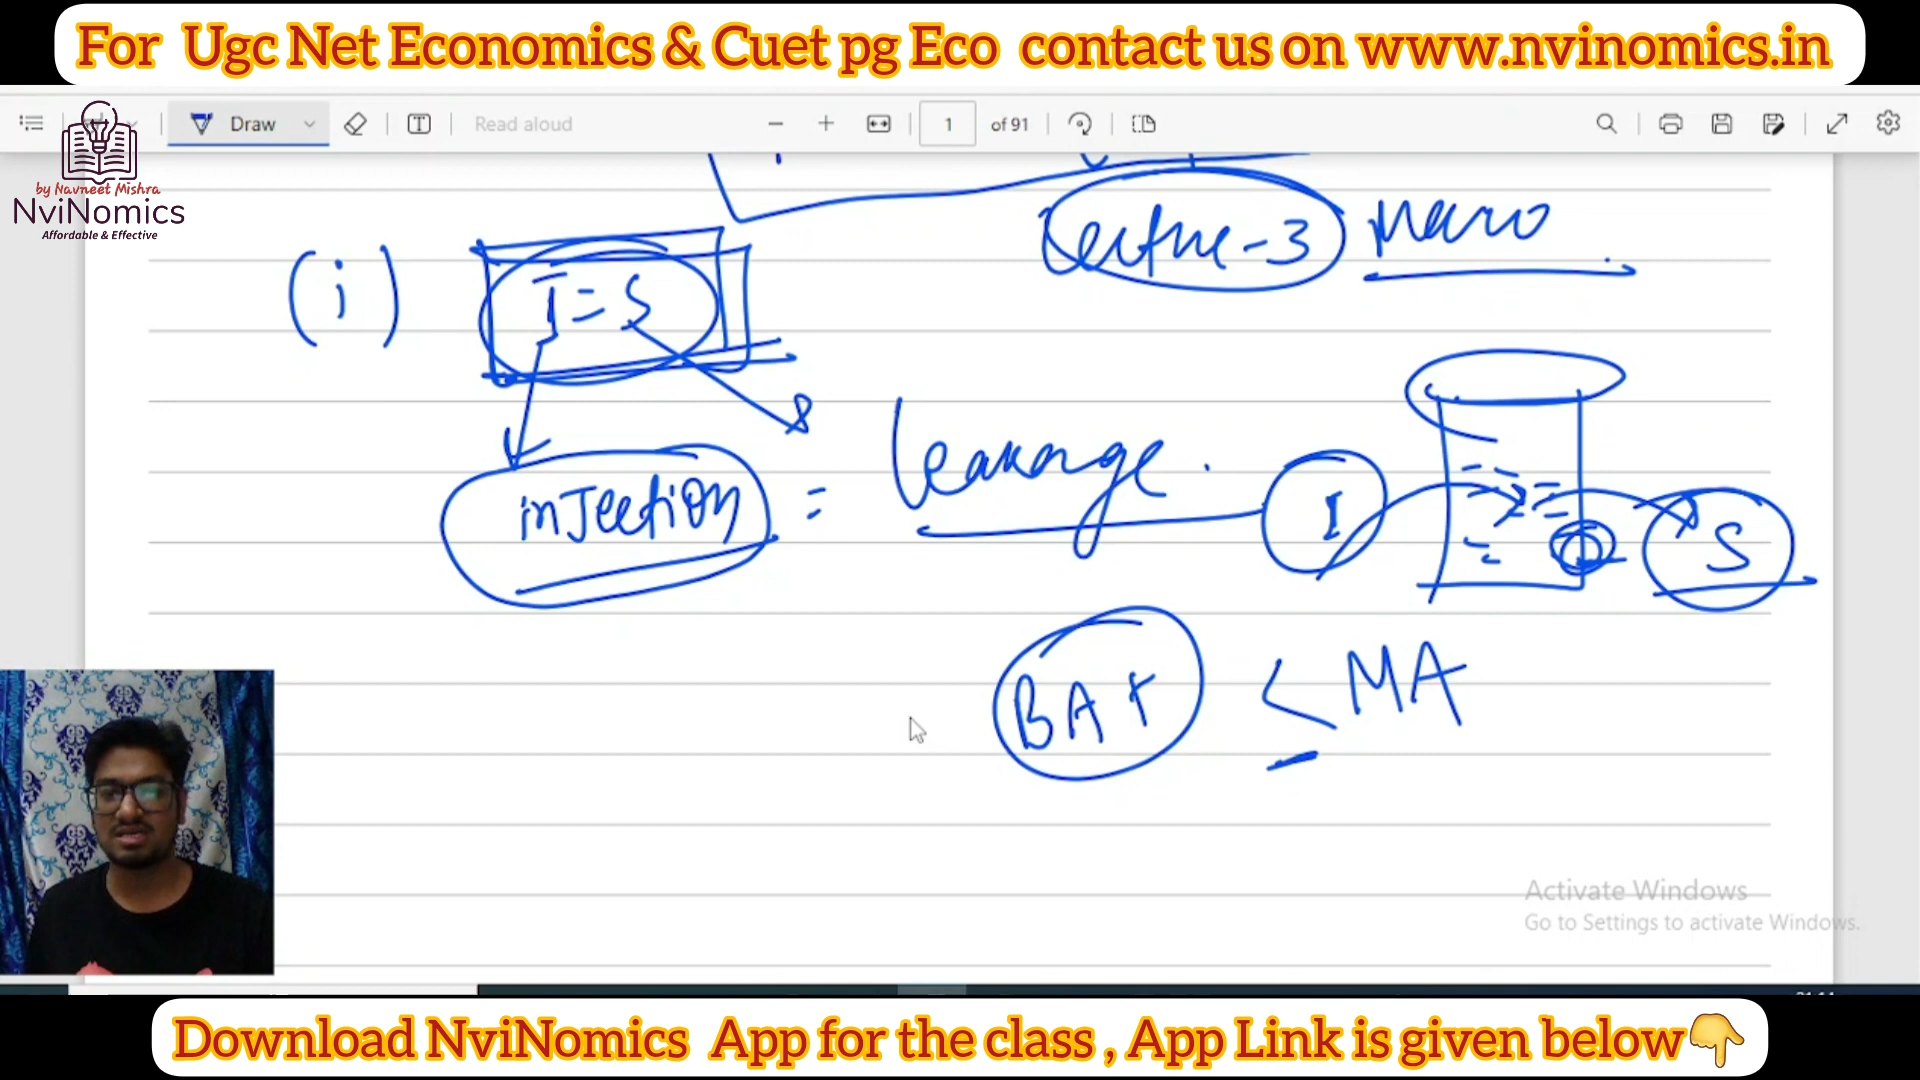 For Ugc Net Economics & Cuet pg Eco contact us on www.nvinomics.in
Draw
Read aloud
1 of 91
by Navneet Mishra
NviNomics
Affordable & Effective
Lecture-3 Macro
(i) I = S
injection = Leakage.
I
S
BA < MA
Activate Windows
Go to Settings to activate Windows.
Download NviNomics App for the class , App Link is given below👇